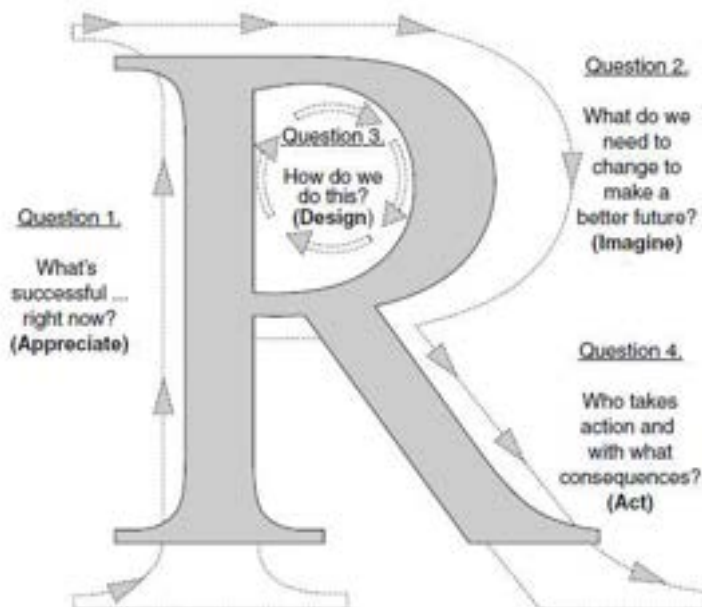 Question 1.
What's
successful ...
right now?
(Appreciate)
Question 2.
What do we
need to
change to
make a
better future?
(Imagine)
Question 3.
How do we
do this?
(Design)
Question 4.
Who takes
action and
with what
consequences?
(Act)
R